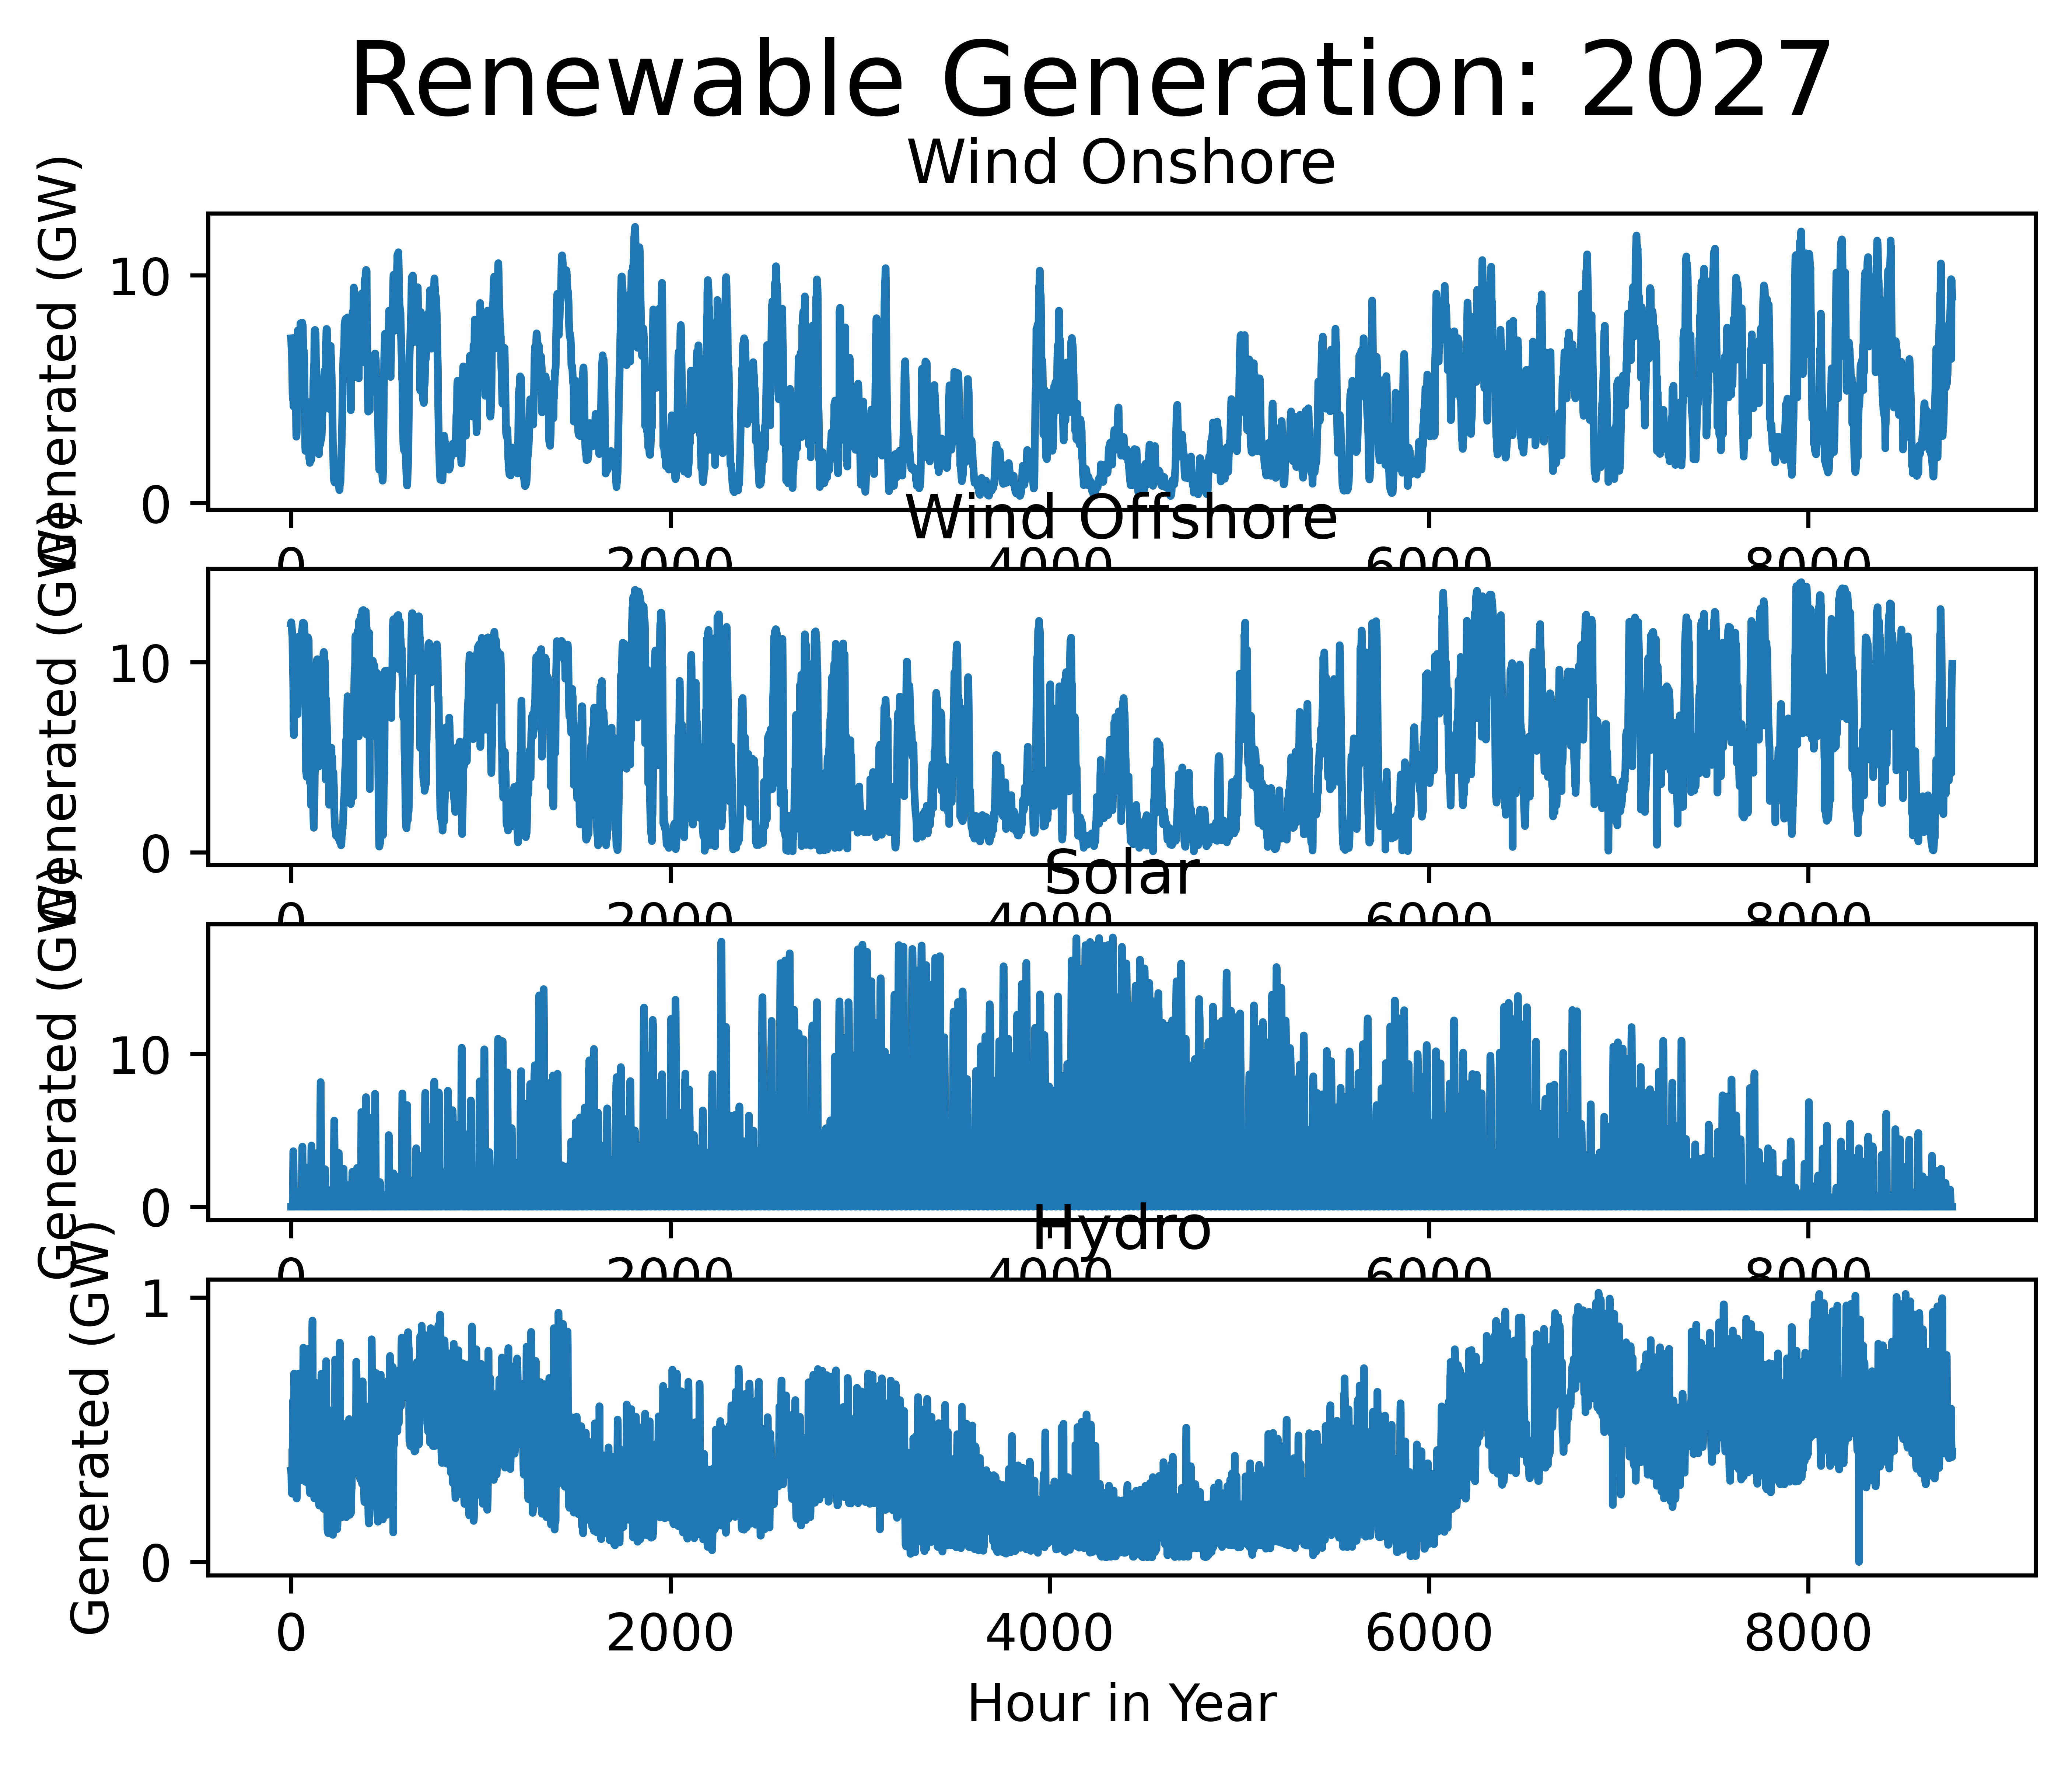 Renewable Generation: 2027
Wind Onshore
Generated (GW)
10
0
0 2000 4000 6000 8000
Wind Offshore
Generated (GW)
10
0
0 2000 4000 6000 8000
Solar
Generated (GW)
10
0
0 2000 4000 6000 8000
Hydro
Generated (GW)
1
0
0 2000 4000 6000 8000
Hour in Year